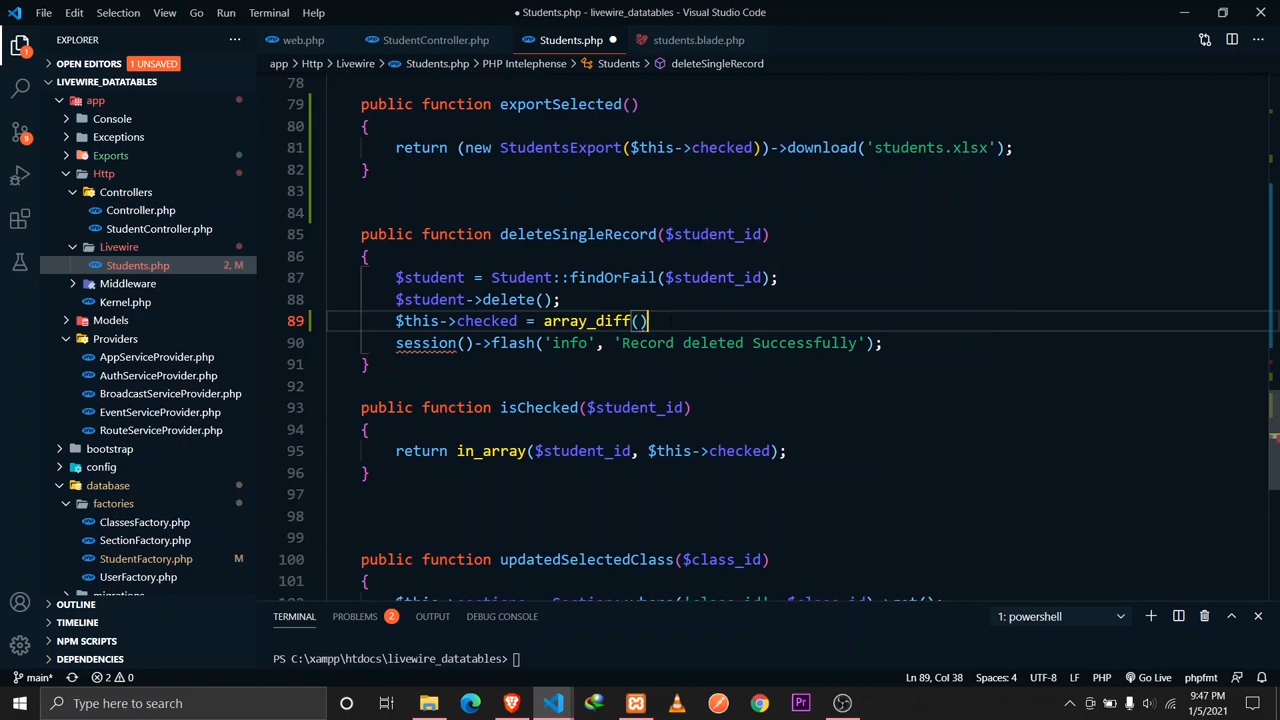 File Edit Selection View Go Run Terminal Help
● Students.php - livewire_datatables - Visual Studio Code
EXPLORER
web.php
StudentController.php
Students.php
students.blade.php
OPEN EDITORS 1 UNSAVED
app > Http > Livewire > Students.php > PHP Intelephense > Students > deleteSingleRecord
LIVEWIRE_DATATABLES
app
Console
Exceptions
Exports
Http
Controllers
Controller.php
StudentController.php
Livewire
Students.php 2, M
Middleware
Kernel.php
Models
Providers
AppServiceProvider.php
AuthServiceProvider.php
BroadcastServiceProvider.php
EventServiceProvider.php
RouteServiceProvider.php
bootstrap
config
database
factories
ClassesFactory.php
SectionFactory.php
StudentFactory.php M
UserFactory.php
OUTLINE
TIMELINE
NPM SCRIPTS
DEPENDENCIES
78
79 public function exportSelected()
80 {
81 return (new StudentsExport($this->checked))->download('students.xlsx');
82 }
83
84
85 public function deleteSingleRecord($student_id)
86 {
87 $student = Student::findOrFail($student_id);
88 $student->delete();
89 $this->checked = array_diff()
90 session()->flash('info', 'Record deleted Successfully');
91 }
92
93 public function isChecked($student_id)
94 {
95 return in_array($student_id, $this->checked);
96 }
97
98
99
100 public function updatedSelectedClass($class_id)
101 {
TERMINAL PROBLEMS 2 OUTPUT DEBUG CONSOLE
1: powershell
PS C:\xampp\htdocs\livewire_datatables>
main* 2 0
Ln 89, Col 38 Spaces: 4 UTF-8 LF PHP Go Live phpfmt
Type here to search
9:47 PM
1/5/2021